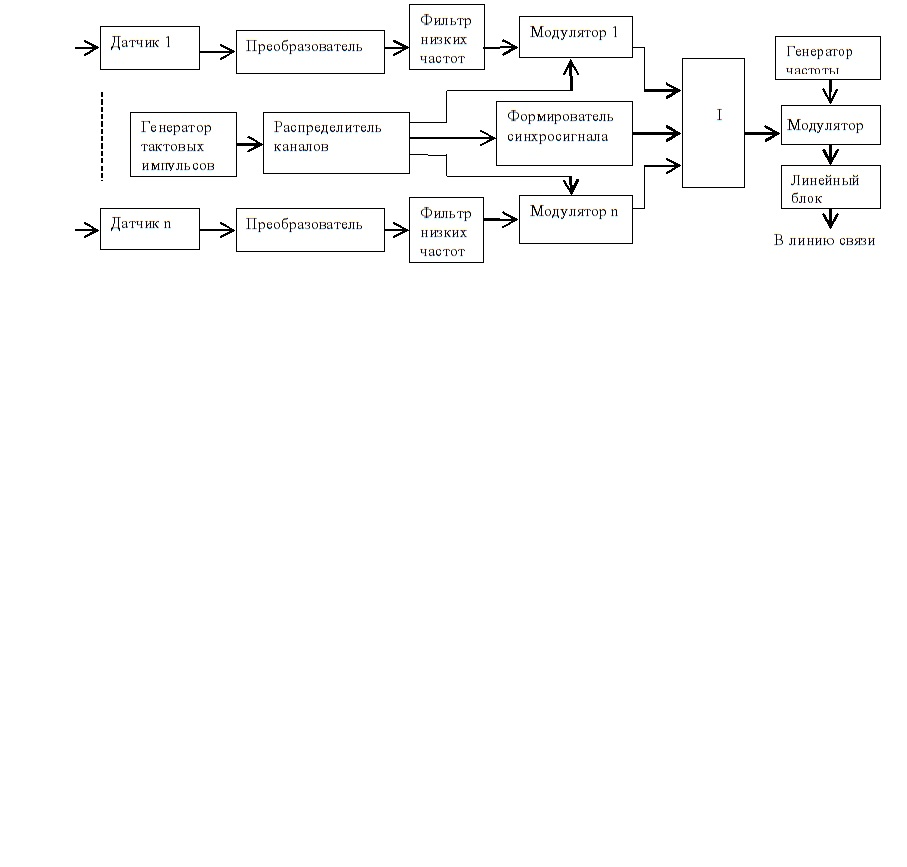 Датчик 1
Преобразователь
Фильтр
низких
частот
Модулятор 1
Генератор
частоты
Генератор
тактовых
импульсов
Распределитель
каналов
Формирователь
синхросигнала
I
Модулятор
Линейный
блок
Датчик n
Преобразователь
Фильтр
низких
частот
Модулятор n
В линию связи